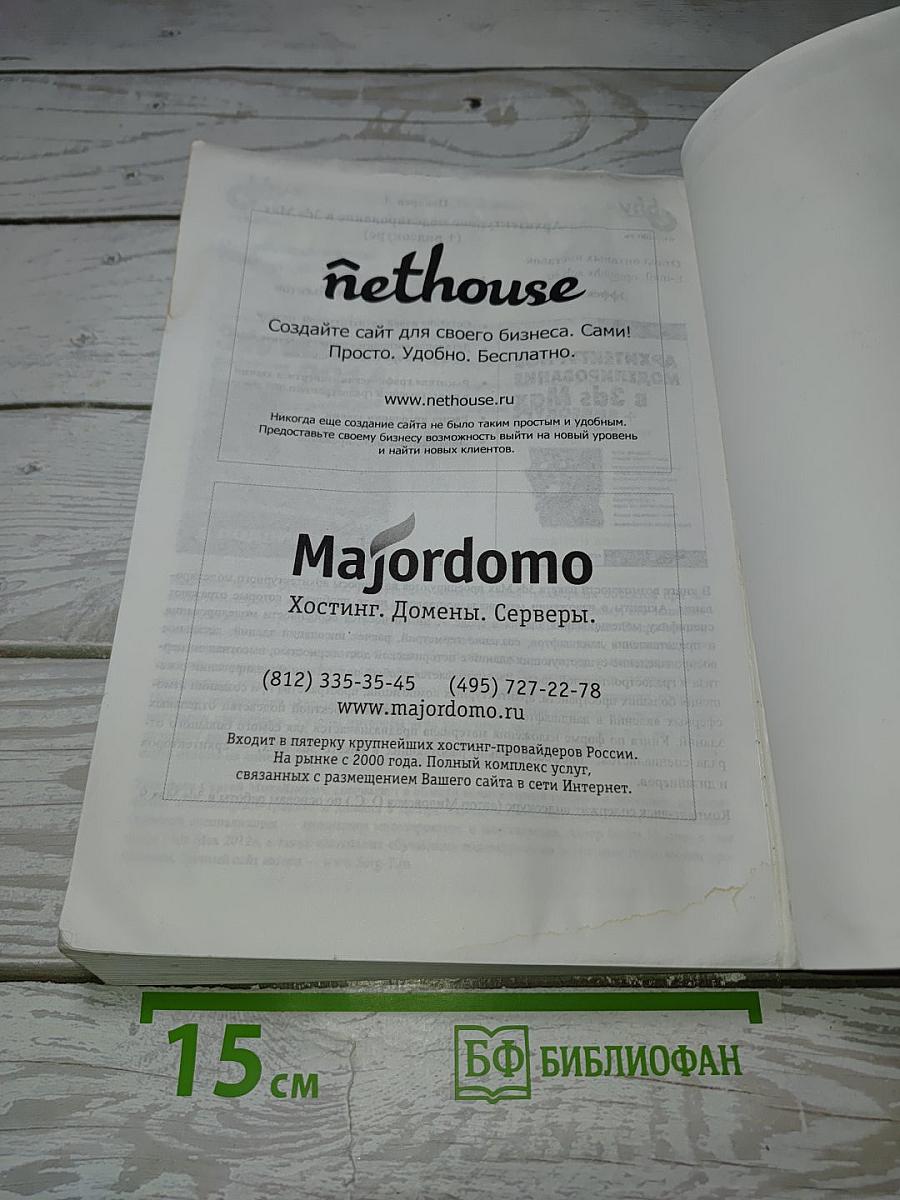 nethouse
Создайте сайт для своего бизнеса. Сами!
Просто. Удобно. Бесплатно.
www.nethouse.ru
Никогда еще создание сайта не было таким простым и удобным.
Предоставьте своему бизнесу возможность выйти на новый уровень
и найти новых клиентов.
Majordomo
Хостинг. Домены. Серверы.
(812) 335-35-45 (495) 727-22-78
www.majordomo.ru
Входит в пятерку крупнейших хостинг-провайдеров России.
На рынке с 2000 года. Полный комплекс услуг,
связанных с размещением Вашего сайта в сети Интернет.
15 см
БФ БИБЛИОФАН